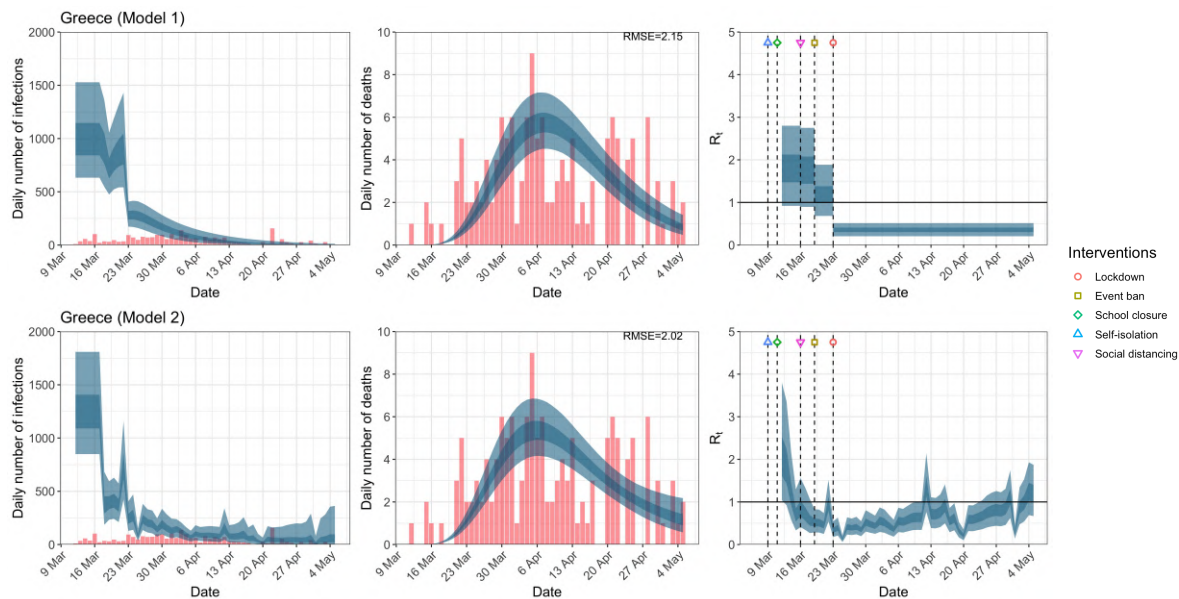 Greece (Model 1)
Daily number of infections
2000
1500
1000
500
0
9 Mar
16 Mar
23 Mar
30 Mar
6 Apr
13 Apr
20 Apr
27 Apr
4 May
Date
Daily number of deaths
10
8
6
4
2
0
RMSE=2.15
9 Mar
16 Mar
23 Mar
30 Mar
6 Apr
13 Apr
20 Apr
27 Apr
4 May
Date
Rt
5
4
3
2
1
0
9 Mar
16 Mar
23 Mar
30 Mar
6 Apr
13 Apr
20 Apr
27 Apr
4 May
Date
Greece (Model 2)
Daily number of infections
2000
1500
1000
500
0
9 Mar
16 Mar
23 Mar
30 Mar
6 Apr
13 Apr
20 Apr
27 Apr
4 May
Date
Daily number of deaths
10
8
6
4
2
0
RMSE=2.02
9 Mar
16 Mar
23 Mar
30 Mar
6 Apr
13 Apr
20 Apr
27 Apr
4 May
Date
Rt
5
4
3
2
1
0
9 Mar
16 Mar
23 Mar
30 Mar
6 Apr
13 Apr
20 Apr
27 Apr
4 May
Date
Interventions
Lockdown
Event ban
School closure
Self-isolation
Social distancing